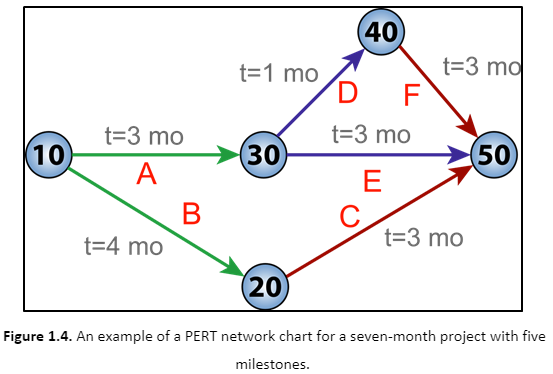 40
t=1 mo
t=3 mo
D
F
t=3 mo
t=3 mo
10
30
50
A
E
B
C
t=4 mo
t=3 mo
20
Figure 1.4. An example of a PERT network chart for a seven-month project with five
milestones.